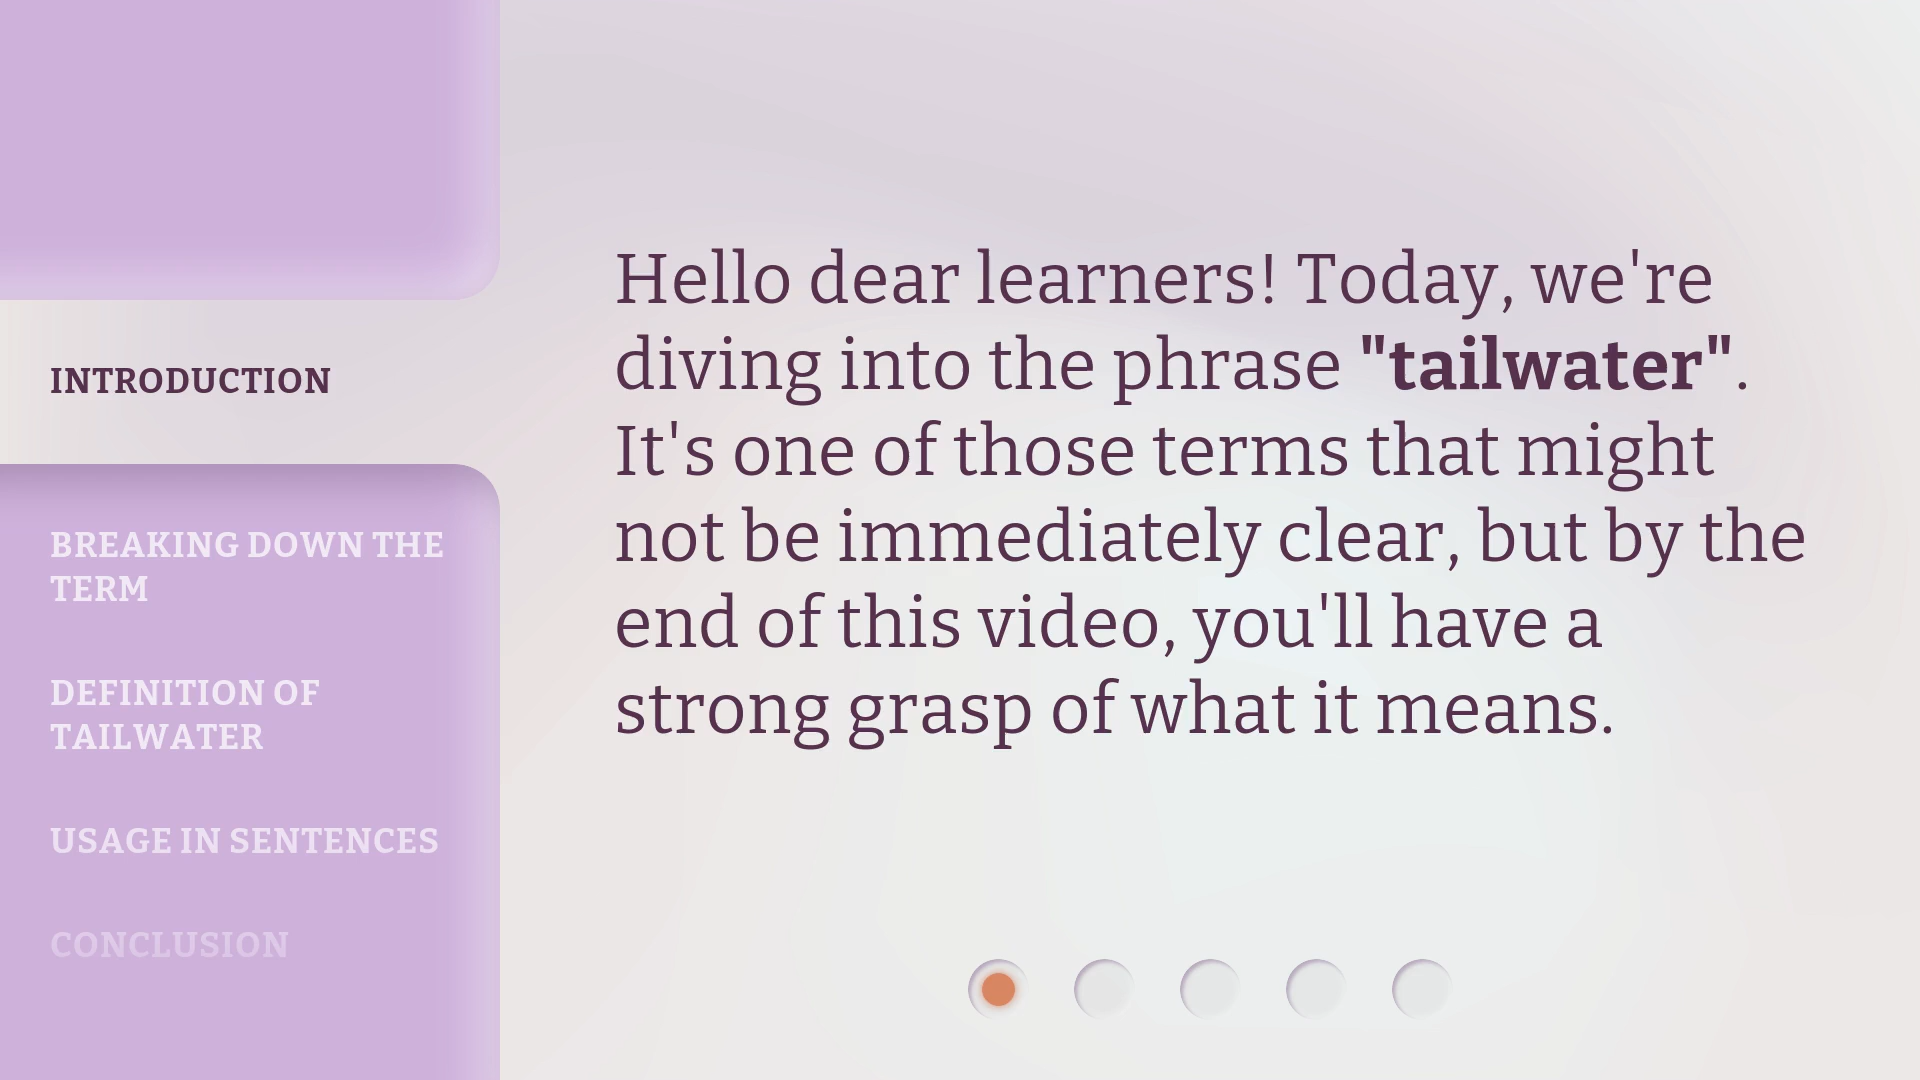 INTRODUCTION
BREAKING DOWN THE
TERM
DEFINITION OF
TAILWATER
USAGE IN SENTENCES
CONCLUSION
Hello dear learners! Today, we're
diving into the phrase "tailwater".
It's one of those terms that might
not be immediately clear, but by the
end of this video, you'll have a
strong grasp of what it means.